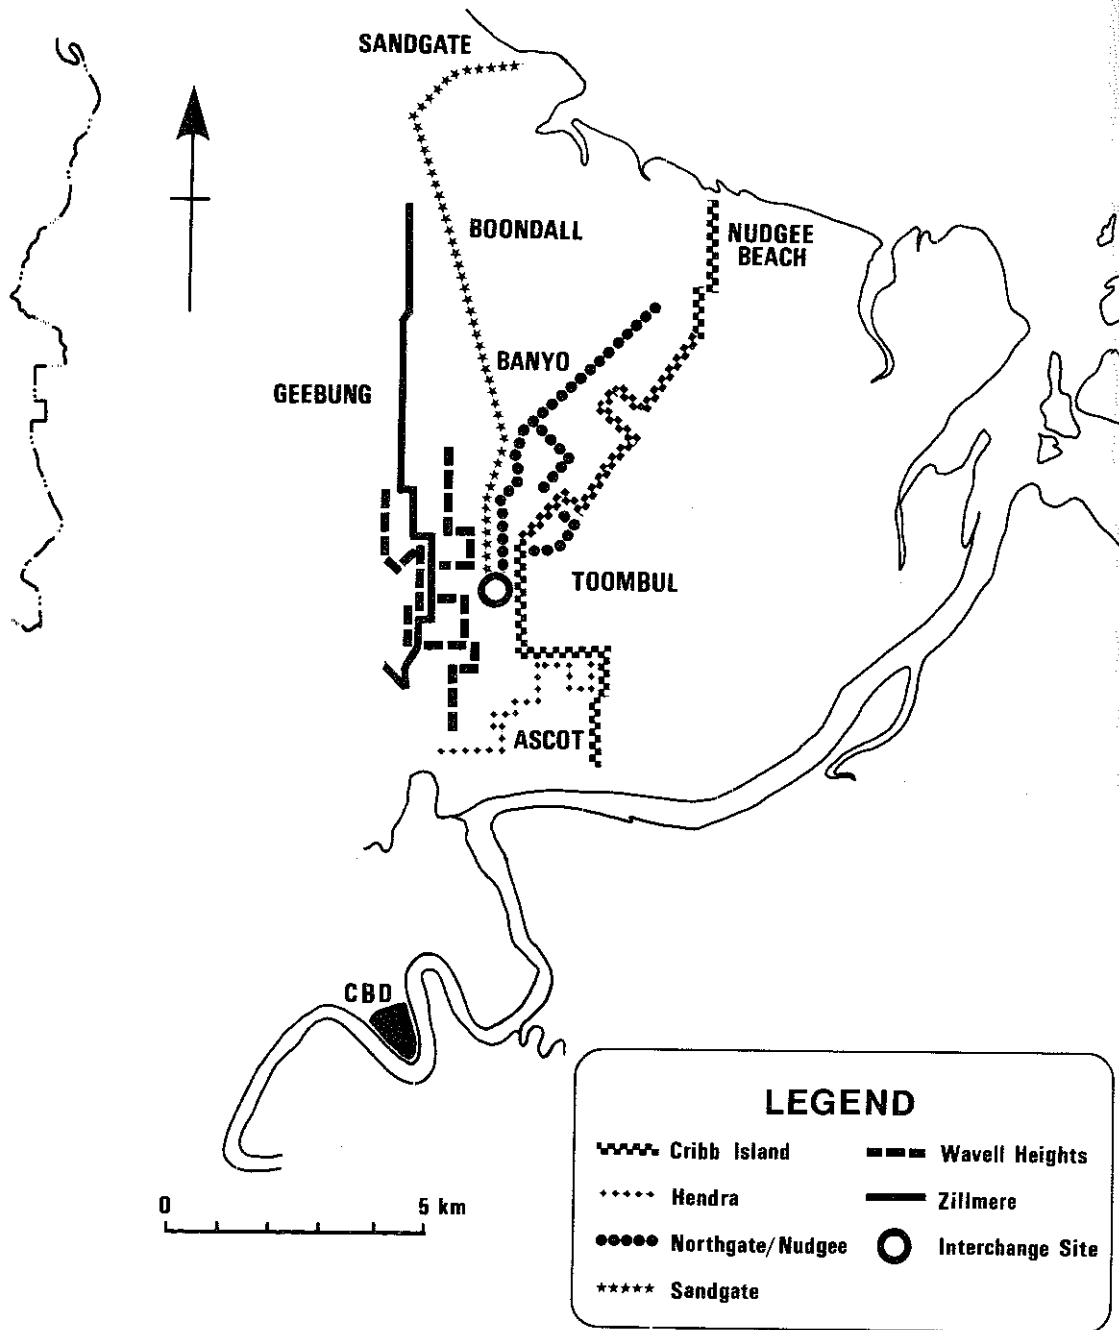 SANDGATE
BOONDALL
NUDGEE
BEACH
BANYO
GEEBUNG
TOOMBUL
ASCOT
CBD
0 5 km
LEGEND
Cribb Island
Hendra
Northgate/Nudgee
Sandgate
Wavell Heights
Zillmere
Interchange Site